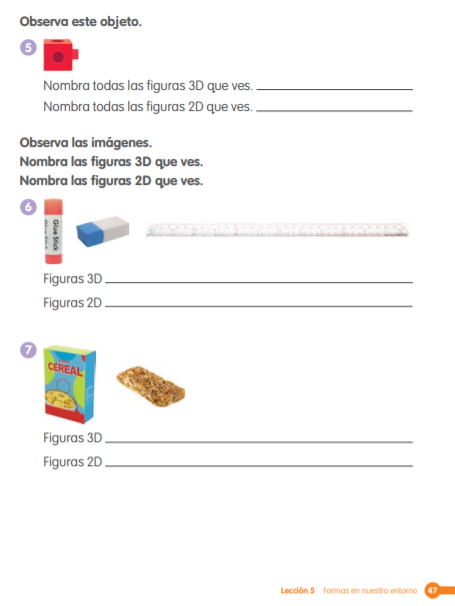 Observa este objeto.
5
Nombra todas las figuras 3D que ves.
Nombra todas las figuras 2D que ves.
Observa las imágenes.
Nombra las figuras 3D que ves.
Nombra las figuras 2D que ves.
6
Glue Stick
Figuras 3D
Figuras 2D
7
CEREAL
Figuras 3D
Figuras 2D
Lección 5 Formas en nuestro entorno 47